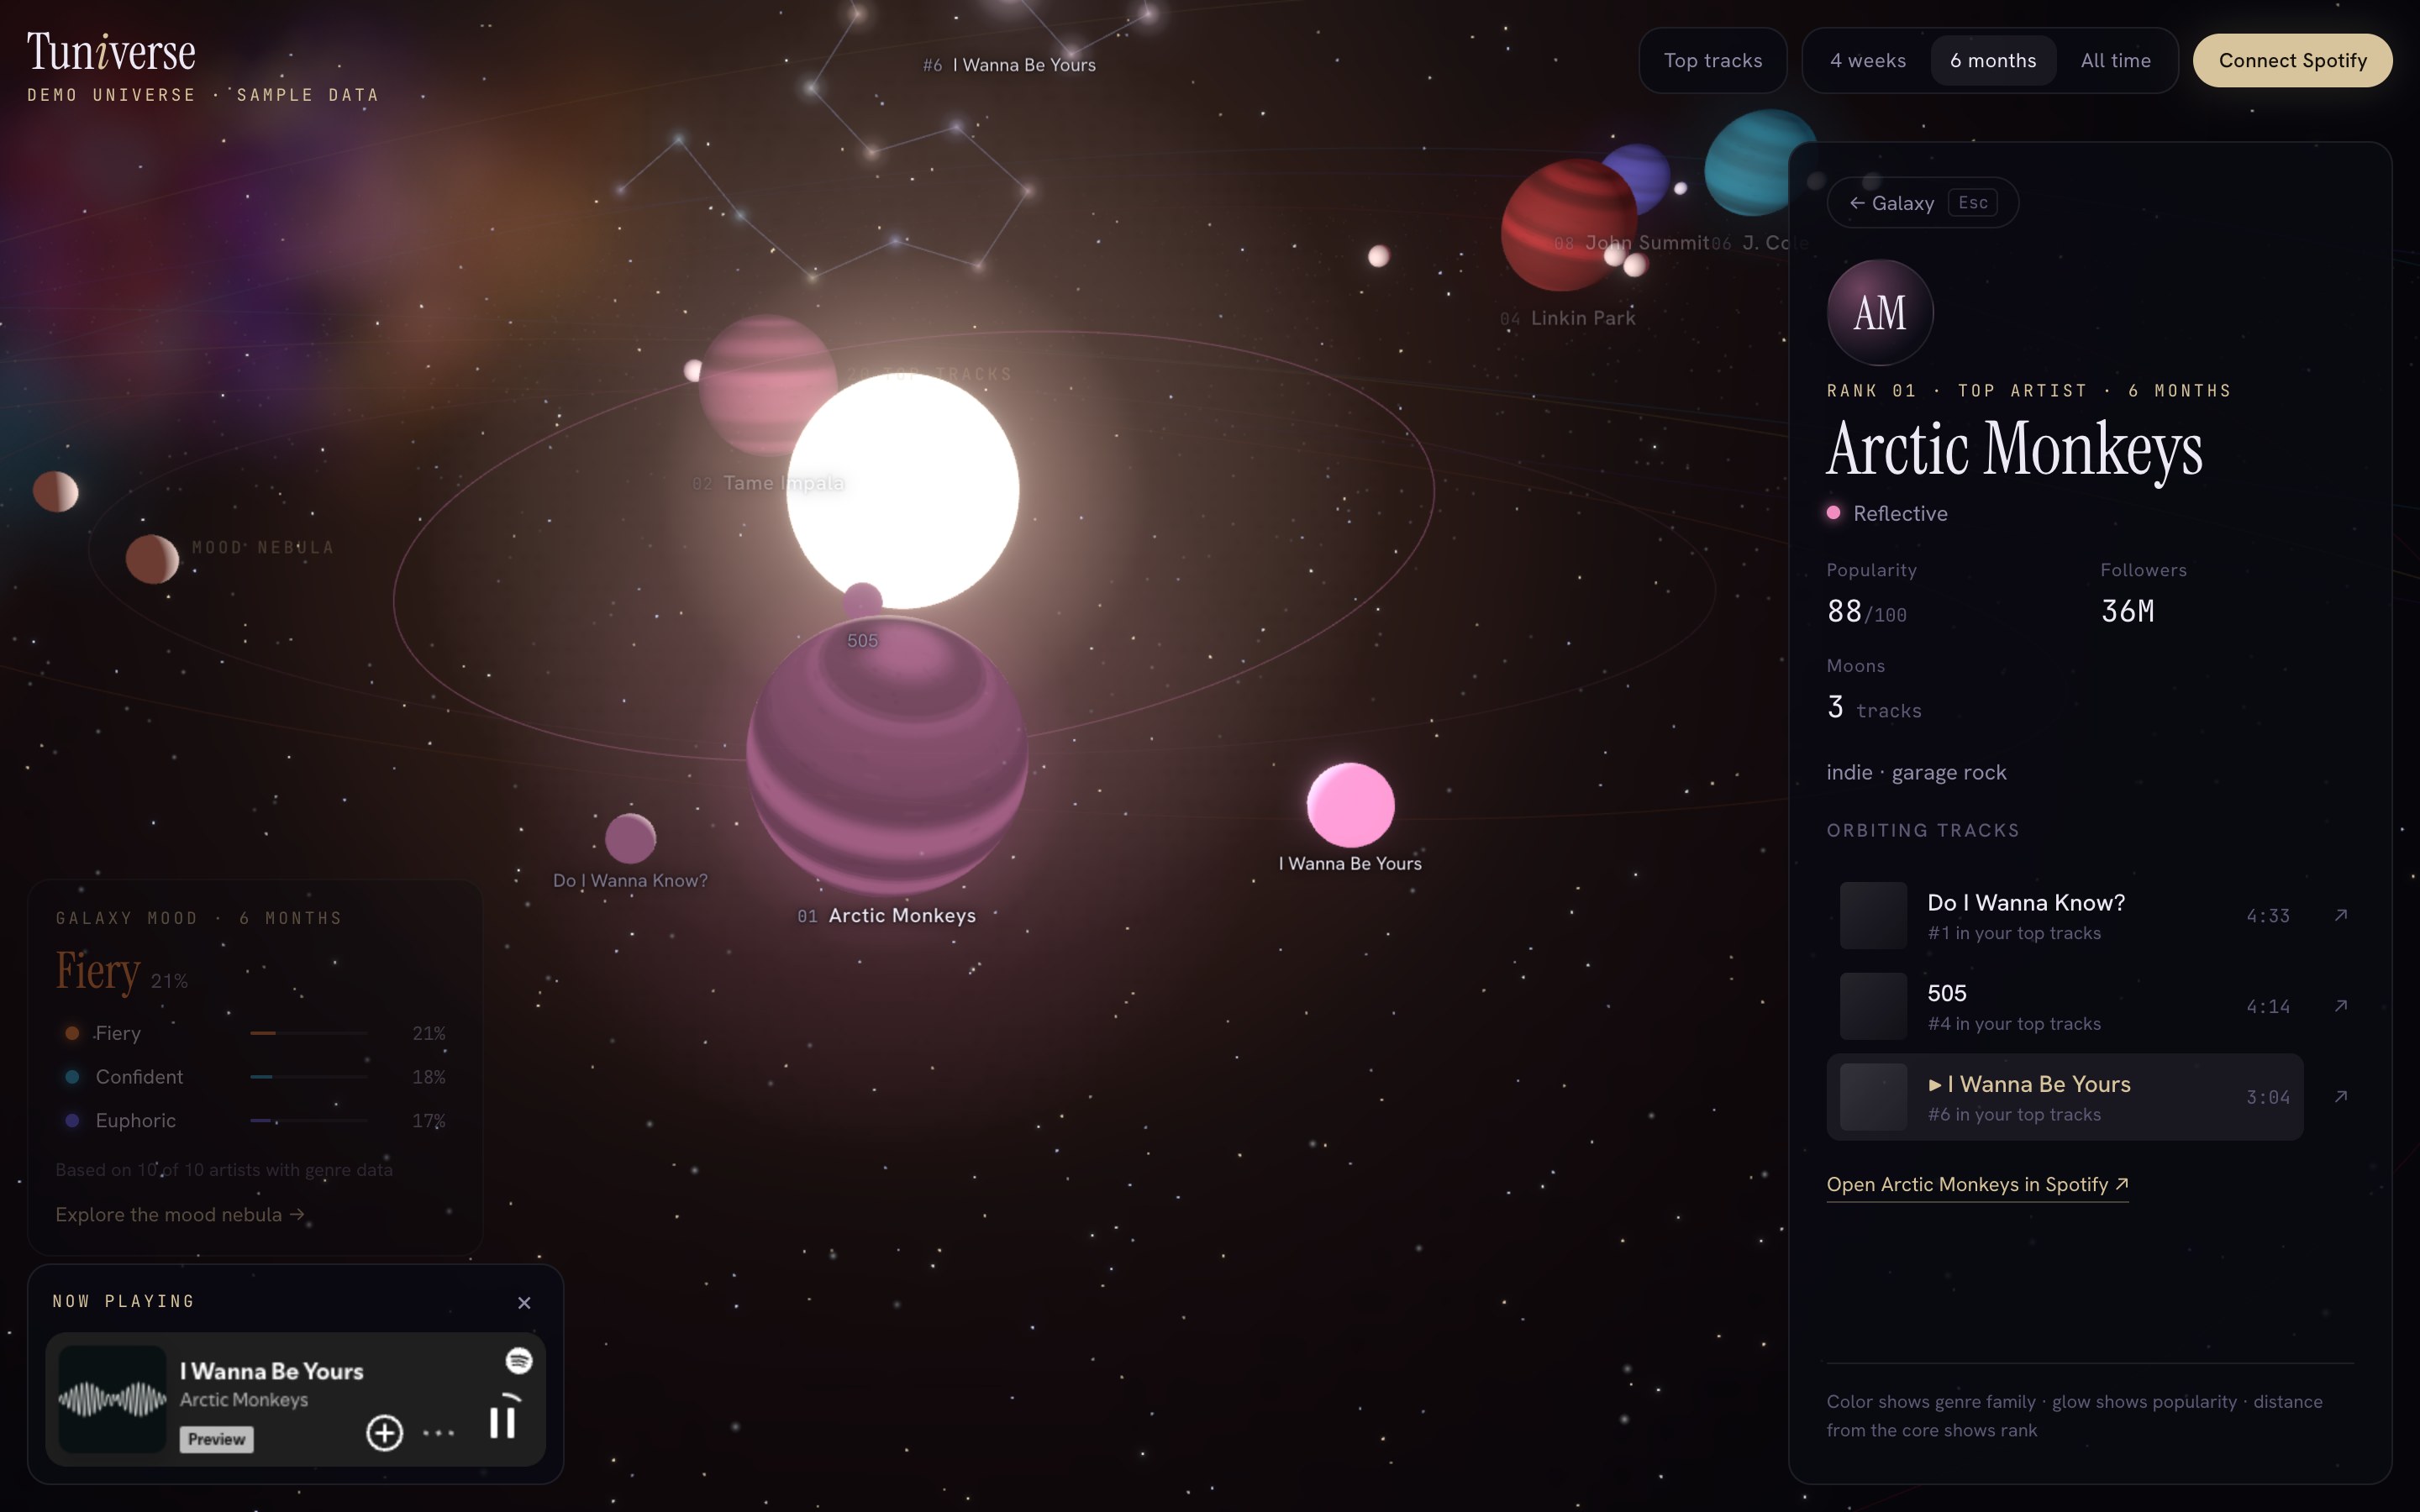 Tuniverse
DEMO UNIVERSE · SAMPLE DATA
#6 I Wanna Be Yours
Top tracks
4 weeks
6 months
All time
Connect Spotify
08 John Summit
06 J. Cole
04 Linkin Park
20 TOP TRACKS
02 Tame Impala
MOOD NEBULA
505
Do I Wanna Know?
I Wanna Be Yours
01 Arctic Monkeys
GALAXY MOOD · 6 MONTHS
Fiery 21%
Fiery 21%
Confident 18%
Euphoric 17%
Based on 10 of 10 artists with genre data
Explore the mood nebula →
NOW PLAYING ×
I Wanna Be Yours
Arctic Monkeys
Preview
← Galaxy Esc
AM
RANK 01 · TOP ARTIST · 6 MONTHS
Arctic Monkeys
Reflective
Popularity Followers
88/100 36M
Moons
3 tracks
indie · garage rock
ORBITING TRACKS
Do I Wanna Know? 4:33 ↗
#1 in your top tracks
505 4:14 ↗
#4 in your top tracks
▶ I Wanna Be Yours 3:04 ↗
#6 in your top tracks
Open Arctic Monkeys in Spotify ↗
Color shows genre family · glow shows popularity · distance
from the core shows rank